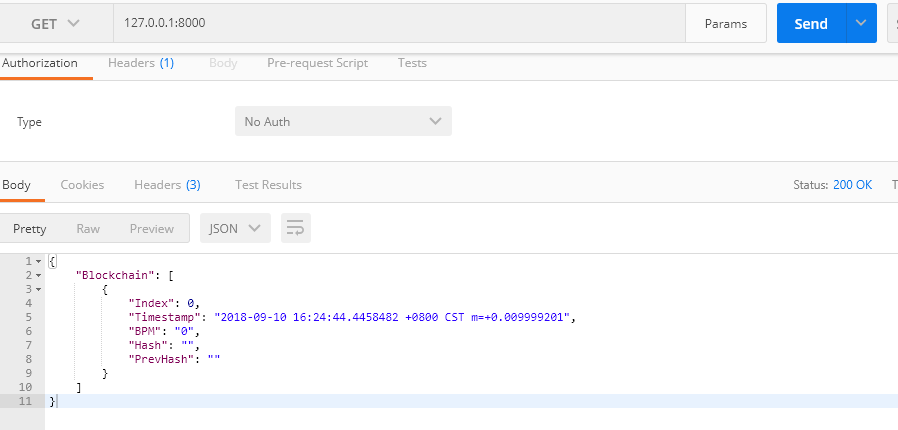 GET 127.0.0.1:8000 Params Send
Authorization Headers (1) Body Pre-request Script Tests
Type No Auth
Body Cookies Headers (3) Test Results Status: 200 OK T
Pretty Raw Preview JSON
1 {
2 "Blockchain": [
3 {
4 "Index": 0,
5 "Timestamp": "2018-09-10 16:24:44.4458482 +0800 CST m=+0.009999201",
6 "BPM": "0",
7 "Hash": "",
8 "PrevHash": ""
9 }
10 ]
11 }